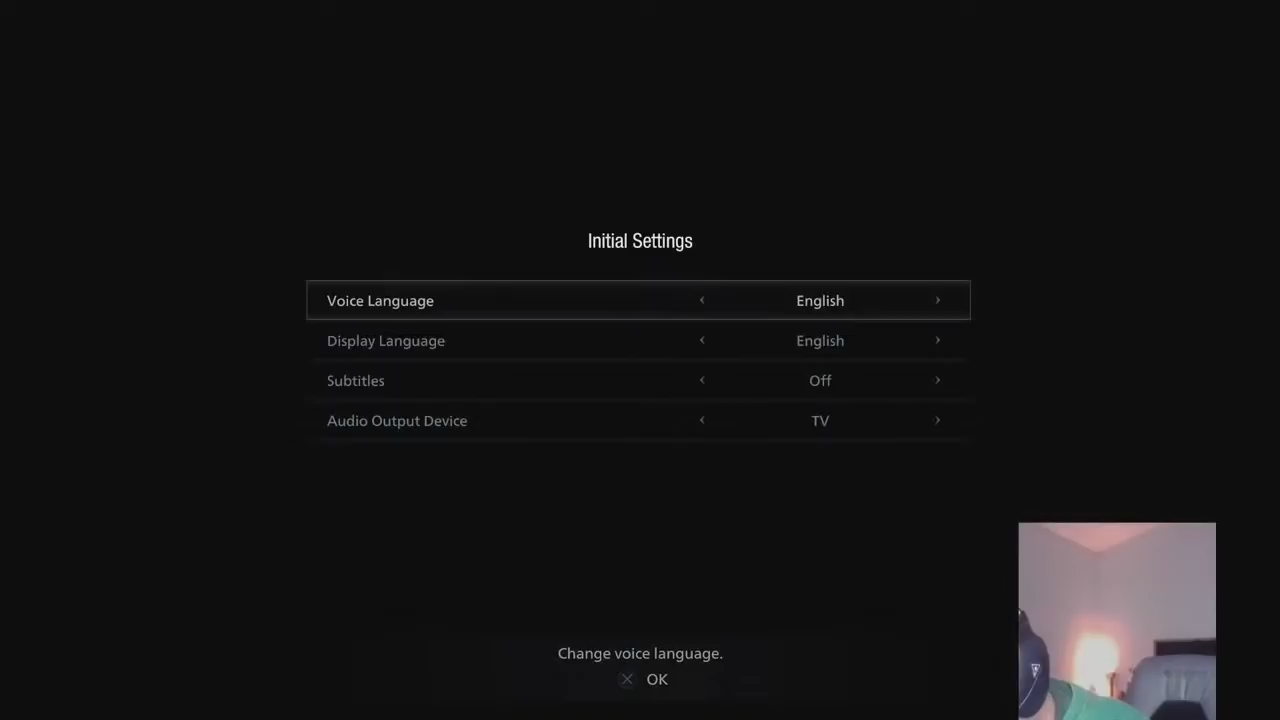 Initial Settings
Voice Language English
Display Language English
Subtitles Off
Audio Output Device TV
Change voice language.
OK